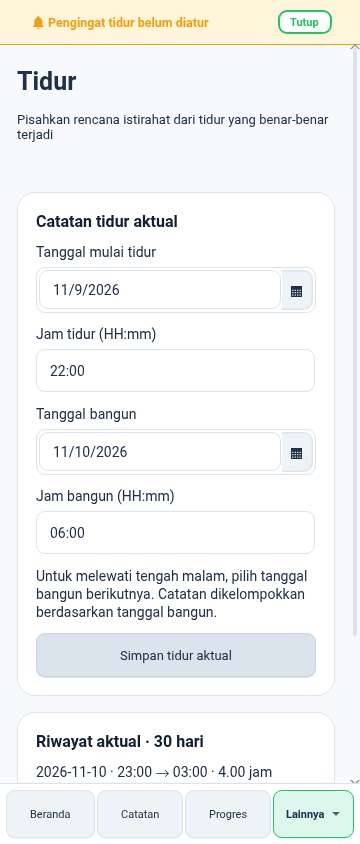 Pengingat tidur belum diatur
Tutup
Tidur
Pisahkan rencana istirahat dari tidur yang benar-benar
terjadi
Catatan tidur aktual
Tanggal mulai tidur
11/9/2026
Jam tidur (HH:mm)
22:00
Tanggal bangun
11/10/2026
Jam bangun (HH:mm)
06:00
Untuk melewati tengah malam, pilih tanggal
bangun berikutnya. Catatan dikelompokkan
berdasarkan tanggal bangun.
Simpan tidur aktual
Riwayat aktual · 30 hari
2026-11-10 · 23:00 → 03:00 · 4.00 jam
Beranda
Catatan
Progres
Lainnya